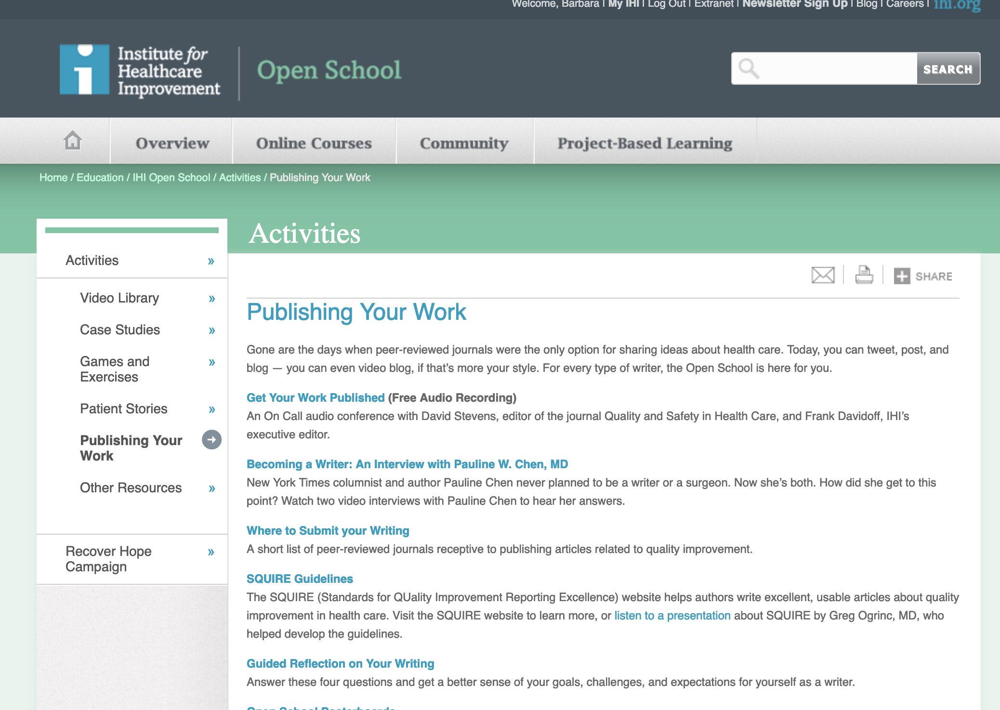 Welcome, Barbara | My IHI | Log Out | Extranet | Newsletter Sign Up | Blog | Careers | ihi.org
Institute for
Healthcare
Improvement
Open School
SEARCH
Overview
Online Courses
Community
Project-Based Learning
Home / Education / IHI Open School / Activities / Publishing Your Work
Activities
Activities »
Video Library »
Case Studies »
Games and »
Exercises
Patient Stories »
Publishing Your
Work
Other Resources »
Recover Hope »
Campaign
SHARE
Publishing Your Work
Gone are the days when peer-reviewed journals were the only option for sharing ideas about health care. Today, you can tweet, post, and
blog — you can even video blog, if that’s more your style. For every type of writer, the Open School is here for you.
Get Your Work Published (Free Audio Recording)
An On Call audio conference with David Stevens, editor of the journal Quality and Safety in Health Care, and Frank Davidoff, IHI’s
executive editor.
Becoming a Writer: An Interview with Pauline W. Chen, MD
New York Times columnist and author Pauline Chen never planned to be a writer or a surgeon. Now she’s both. How did she get to this
point? Watch two video interviews with Pauline Chen to hear her answers.
Where to Submit your Writing
A short list of peer-reviewed journals receptive to publishing articles related to quality improvement.
SQUIRE Guidelines
The SQUIRE (Standards for QUality Improvement Reporting Excellence) website helps authors write excellent, usable articles about quality
improvement in health care. Visit the SQUIRE website to learn more, or listen to a presentation about SQUIRE by Greg Ogrinc, MD, who
helped develop the guidelines.
Guided Reflection on Your Writing
Answer these four questions and get a better sense of your goals, challenges, and expectations for yourself as a writer.